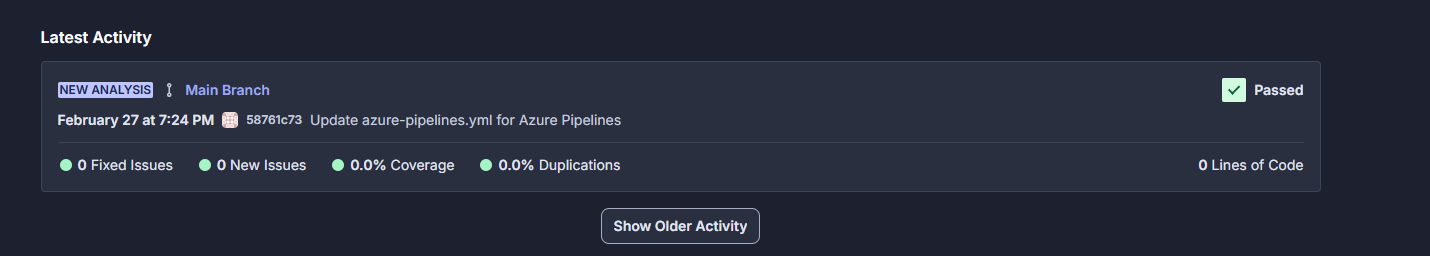 Latest Activity
NEW ANALYSIS Main Branch Passed
February 27 at 7:24 PM 58761c73 Update azure-pipelines.yml for Azure Pipelines
0 Fixed Issues 0 New Issues 0.0% Coverage 0.0% Duplications 0 Lines of Code
Show Older Activity